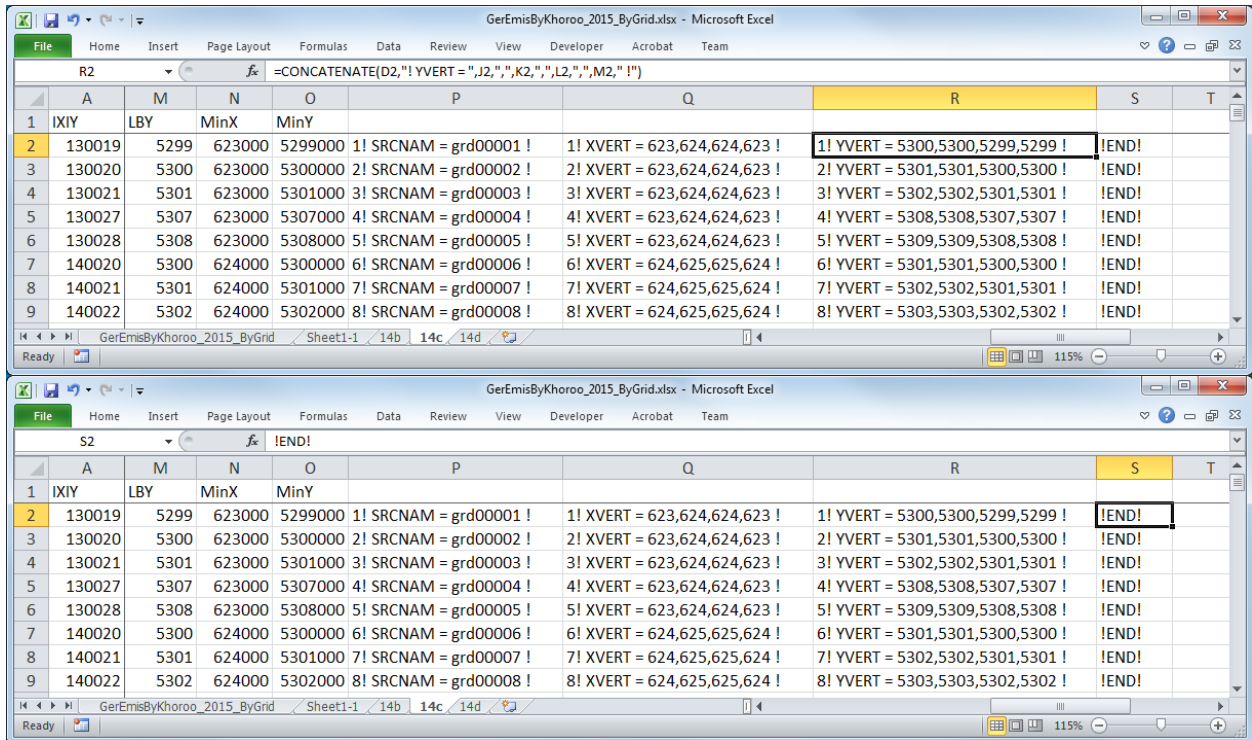 GerEmisByKhoroo_2015_ByGrid.xlsx - Microsoft Excel
File Home Insert Page Layout Formulas Data Review View Developer Acrobat Team
R2 fx =CONCATENATE(D2,"! YVERT = ",J2,",",K2,",",L2,",",M2," !")
A M N O P Q R S T
1 IXIY LBY MinX MinY
2 130019 5299 623000 5299000 1! SRCNAM = grd00001 ! 1! XVERT = 623,624,624,623 ! 1! YVERT = 5300,5300,5299,5299 ! !END!
3 130020 5300 623000 5300000 2! SRCNAM = grd00002 ! 2! XVERT = 623,624,624,623 ! 2! YVERT = 5301,5301,5300,5300 ! !END!
4 130021 5301 623000 5301000 3! SRCNAM = grd00003 ! 3! XVERT = 623,624,624,623 ! 3! YVERT = 5302,5302,5301,5301 ! !END!
5 130027 5307 623000 5307000 4! SRCNAM = grd00004 ! 4! XVERT = 623,624,624,623 ! 4! YVERT = 5308,5308,5307,5307 ! !END!
6 130028 5308 623000 5308000 5! SRCNAM = grd00005 ! 5! XVERT = 623,624,624,623 ! 5! YVERT = 5309,5309,5308,5308 ! !END!
7 140020 5300 624000 5300000 6! SRCNAM = grd00006 ! 6! XVERT = 624,625,625,624 ! 6! YVERT = 5301,5301,5300,5300 ! !END!
8 140021 5301 624000 5301000 7! SRCNAM = grd00007 ! 7! XVERT = 624,625,625,624 ! 7! YVERT = 5302,5302,5301,5301 ! !END!
9 140022 5302 624000 5302000 8! SRCNAM = grd00008 ! 8! XVERT = 624,625,625,624 ! 8! YVERT = 5303,5303,5302,5302 ! !END!
GerEmisByKhoroo_2015_ByGrid Sheet1-1 14b 14c 14d
Ready 115%
GerEmisByKhoroo_2015_ByGrid.xlsx - Microsoft Excel
File Home Insert Page Layout Formulas Data Review View Developer Acrobat Team
S2 fx !END!
A M N O P Q R S T
1 IXIY LBY MinX MinY
2 130019 5299 623000 5299000 1! SRCNAM = grd00001 ! 1! XVERT = 623,624,624,623 ! 1! YVERT = 5300,5300,5299,5299 ! !END!
3 130020 5300 623000 5300000 2! SRCNAM = grd00002 ! 2! XVERT = 623,624,624,623 ! 2! YVERT = 5301,5301,5300,5300 ! !END!
4 130021 5301 623000 5301000 3! SRCNAM = grd00003 ! 3! XVERT = 623,624,624,623 ! 3! YVERT = 5302,5302,5301,5301 ! !END!
5 130027 5307 623000 5307000 4! SRCNAM = grd00004 ! 4! XVERT = 623,624,624,623 ! 4! YVERT = 5308,5308,5307,5307 ! !END!
6 130028 5308 623000 5308000 5! SRCNAM = grd00005 ! 5! XVERT = 623,624,624,623 ! 5! YVERT = 5309,5309,5308,5308 ! !END!
7 140020 5300 624000 5300000 6! SRCNAM = grd00006 ! 6! XVERT = 624,625,625,624 ! 6! YVERT = 5301,5301,5300,5300 ! !END!
8 140021 5301 624000 5301000 7! SRCNAM = grd00007 ! 7! XVERT = 624,625,625,624 ! 7! YVERT = 5302,5302,5301,5301 ! !END!
9 140022 5302 624000 5302000 8! SRCNAM = grd00008 ! 8! XVERT = 624,625,625,624 ! 8! YVERT = 5303,5303,5302,5302 ! !END!
GerEmisByKhoroo_2015_ByGrid Sheet1-1 14b 14c 14d
Ready 115%